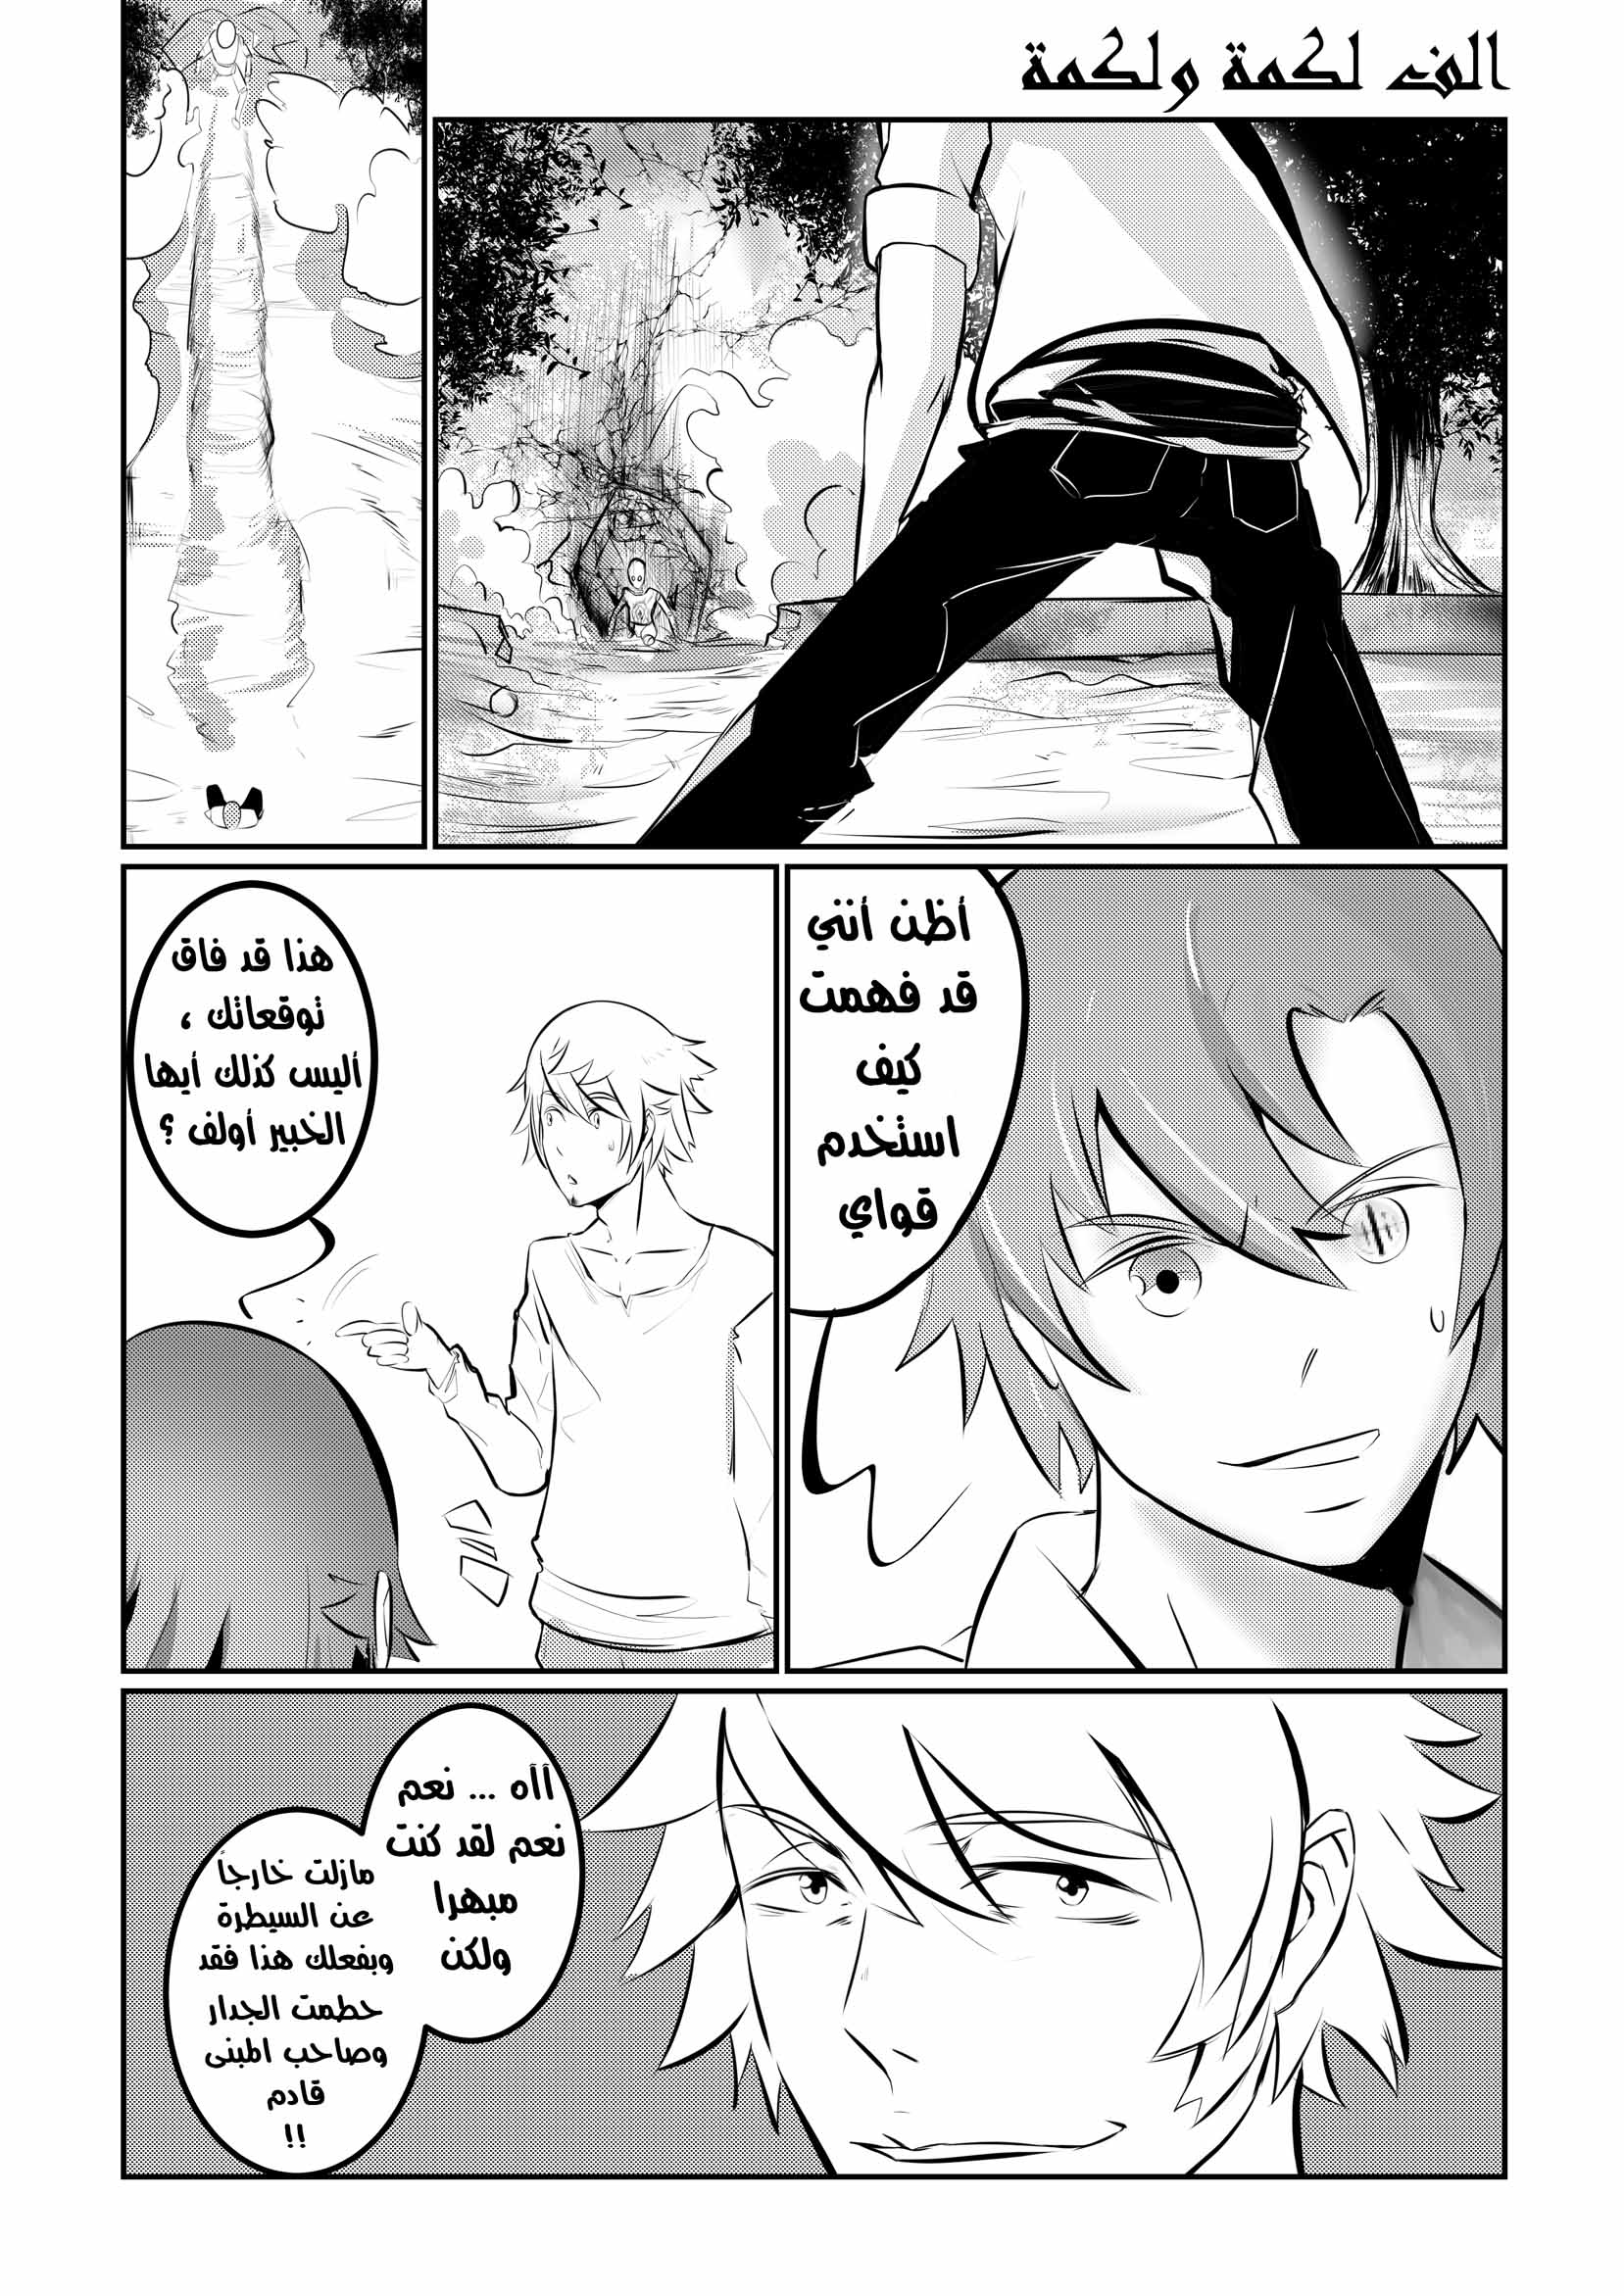 الف لكمة ولكمة
أظن أنني
قد فهمت
كيف
استخدم
قواي
هذا قد فاق
توقعاتك ،
أليس كذلك أيها
الخبير أولف ؟
آآه ... نعم
نعم لقد كنت
مبهرا
ولكن
مازلت خارجاً
عن السيطرة
وبفعلك هذا فقد
حطمت الجدار
وصاحب المبنى
قادم
!!